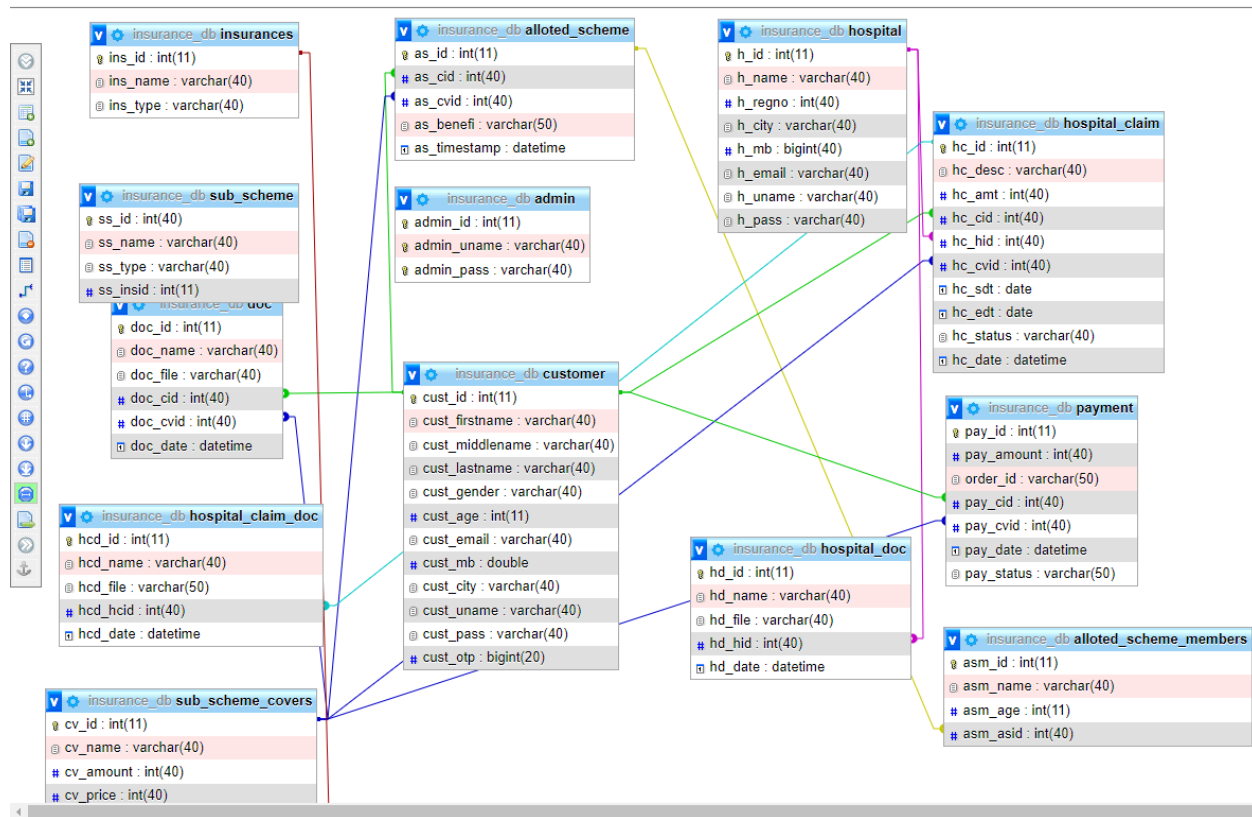 insurance_db insurances
ins_id : int(11)
ins_name : varchar(40)
ins_type : varchar(40)
insurance_db alloted_scheme
as_id : int(11)
as_cid : int(40)
as_cvid : int(40)
as_benefi : varchar(50)
as_timestamp : datetime
insurance_db hospital
h_id : int(11)
h_name : varchar(40)
h_regno : int(40)
h_city : varchar(40)
h_mb : bigint(40)
h_email : varchar(40)
h_uname : varchar(40)
h_pass : varchar(40)
insurance_db hospital_claim
hc_id : int(11)
hc_desc : varchar(40)
hc_amt : int(40)
hc_cid : int(40)
hc_hid : int(40)
hc_cvid : int(40)
hc_sdt : date
hc_edt : date
hc_status : varchar(40)
hc_date : datetime
insurance_db sub_scheme
ss_id : int(40)
ss_name : varchar(40)
ss_type : varchar(40)
ss_insid : int(11)
insurance_db admin
admin_id : int(11)
admin_uname : varchar(40)
admin_pass : varchar(40)
insurance_db doc
doc_id : int(11)
doc_name : varchar(40)
doc_file : varchar(40)
doc_cid : int(40)
doc_cvid : int(40)
doc_date : datetime
insurance_db customer
cust_id : int(11)
cust_firstname : varchar(40)
cust_middlename : varchar(40)
cust_lastname : varchar(40)
cust_gender : varchar(40)
cust_age : int(11)
cust_email : varchar(40)
cust_mb : double
cust_city : varchar(40)
cust_uname : varchar(40)
cust_pass : varchar(40)
cust_otp : bigint(20)
insurance_db payment
pay_id : int(11)
pay_amount : int(40)
order_id : varchar(50)
pay_cid : int(40)
pay_cvid : int(40)
pay_date : datetime
pay_status : varchar(50)
insurance_db hospital_claim_doc
hcd_id : int(11)
hcd_name : varchar(40)
hcd_file : varchar(50)
hcd_hcid : int(40)
hcd_date : datetime
insurance_db hospital_doc
hd_id : int(11)
hd_name : varchar(40)
hd_file : varchar(40)
hd_hid : int(40)
hd_date : datetime
insurance_db alloted_scheme_members
asm_id : int(11)
asm_name : varchar(40)
asm_age : int(11)
asm_asid : int(40)
insurance_db sub_scheme_covers
cv_id : int(11)
cv_name : varchar(40)
cv_amount : int(40)
cv_price : int(40)